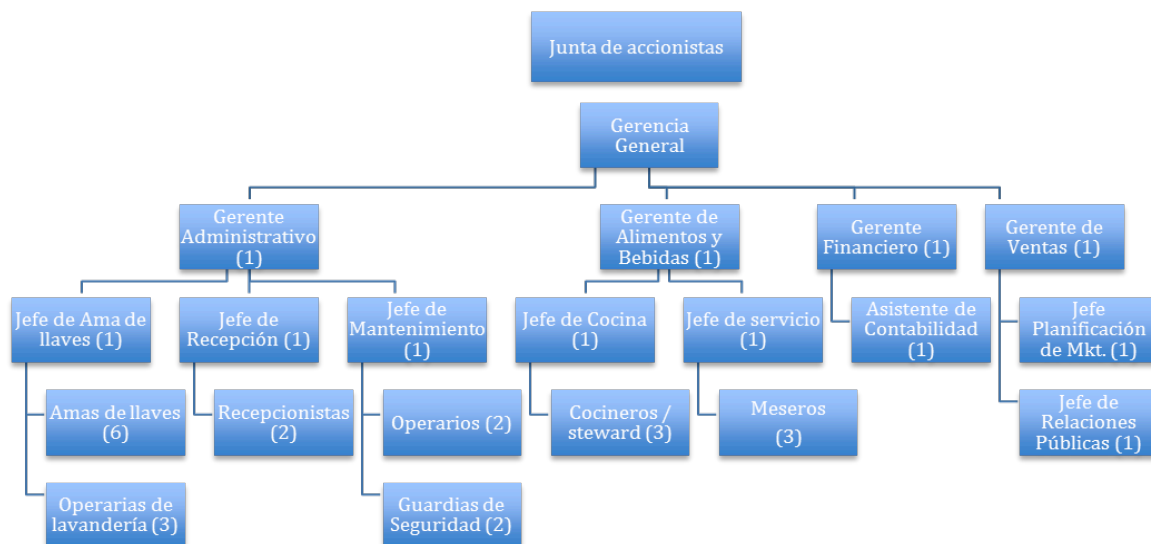 Junta de accionistas
Gerencia
General
Gerente
Administrativo
(1)
Gerente de
Alimentos y
Bebidas (1)
Gerente
Financiero (1)
Gerente de
Ventas (1)
Jefe de Ama de
llaves (1)
Jefe de
Recepción (1)
Jefe de
Mantenimiento
(1)
Jefe de Cocina
(1)
Jefe de servicio
(1)
Asistente de
Contabilidad
(1)
Jefe
Planificación
de Mkt. (1)
Amas de llaves
(6)
Recepcionistas
(2)
Operarios (2)
Cocineros /
steward (3)
Meseros
(3)
Jefe de
Relaciones
Públicas (1)
Operarias de
lavandería (3)
Guardias de
Seguridad (2)